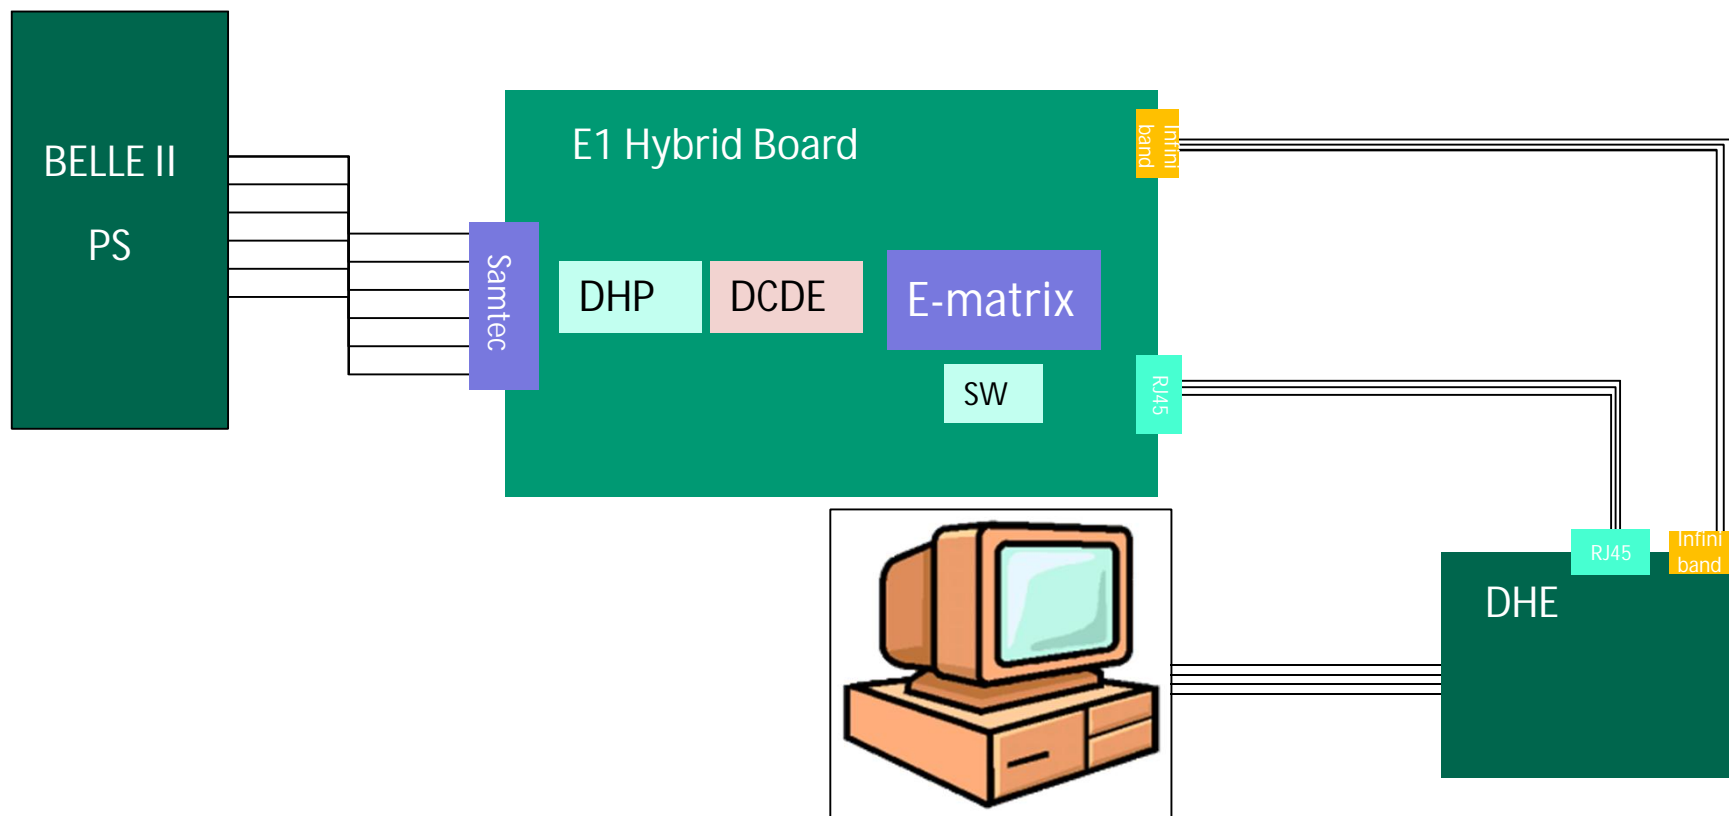 BELLE II
PS
E1 Hybrid Board
Infini
band
Samtec
DHP
DCDE
E-matrix
SW
RJ45
RJ45
Infini
band
DHE